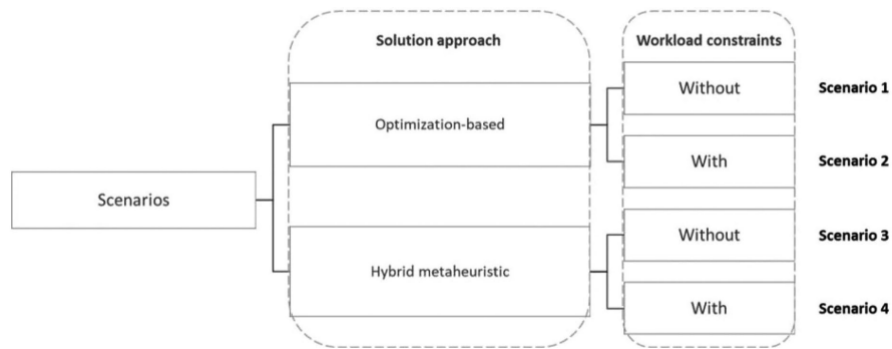 Solution approach
Workload constraints
Without
Scenario 1
Optimization-based
With
Scenario 2
Scenarios
Without
Scenario 3
Hybrid metaheuristic
With
Scenario 4